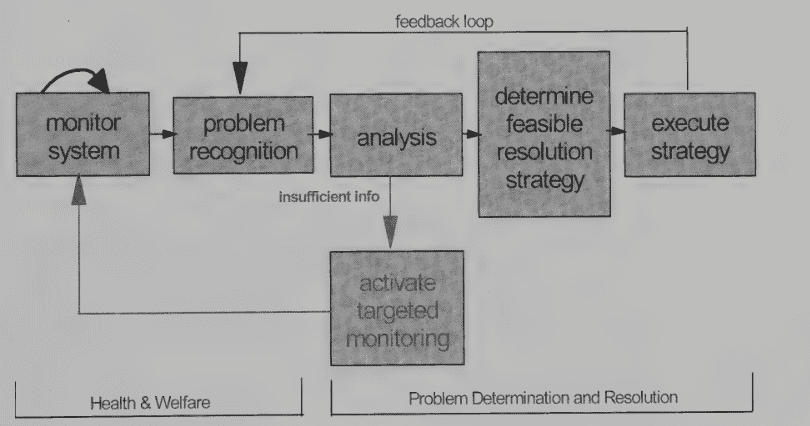 feedback loop
monitor
system
problem
recognition
analysis
determine
feasible
resolution
strategy
execute
strategy
insufficient info
activate
targeted
monitoring
Health & Welfare
Problem Determination and Resolution